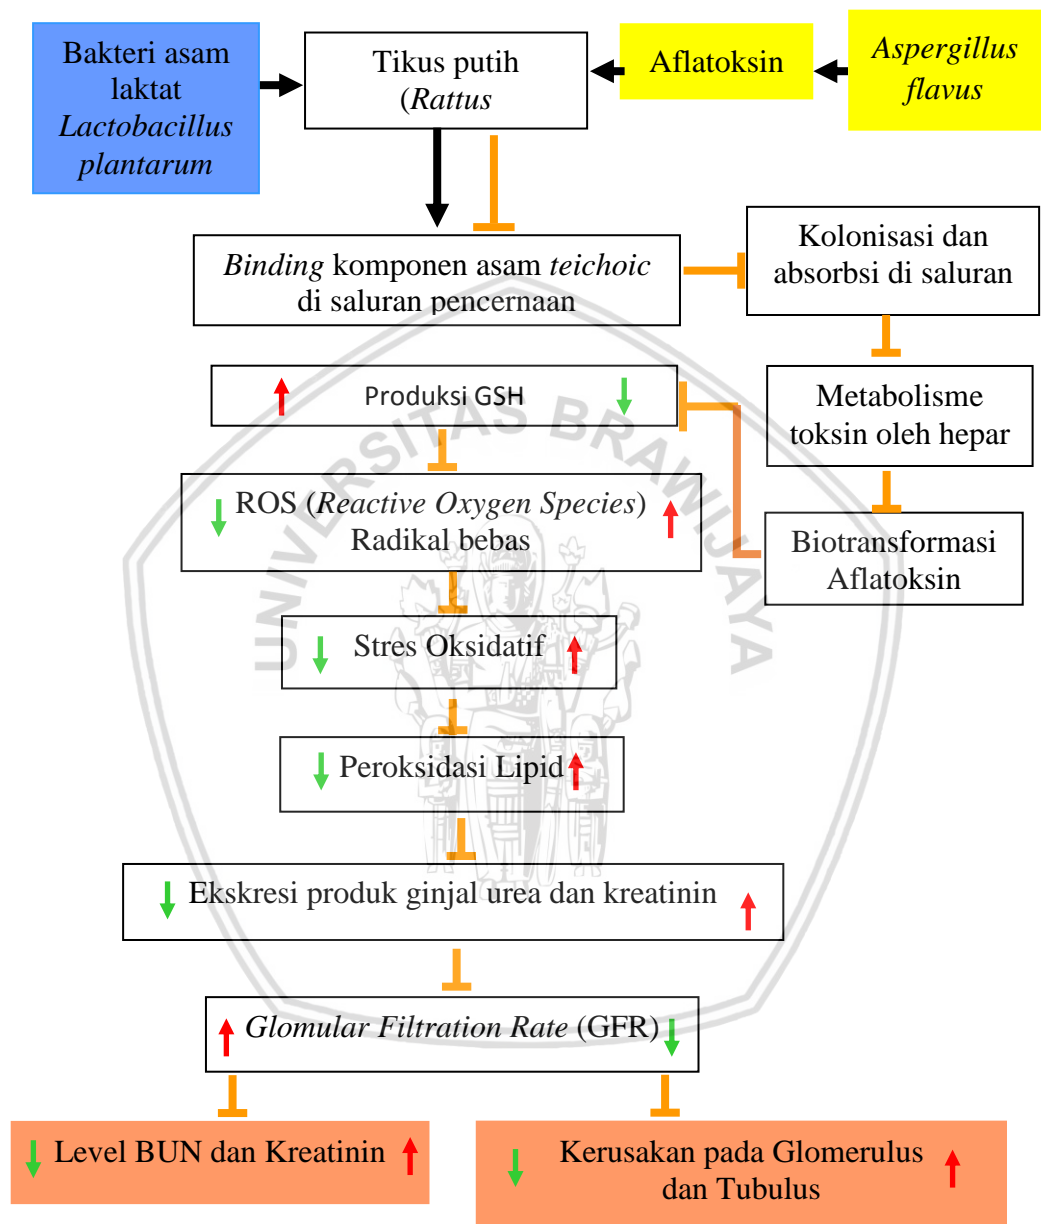 Bakteri asam
laktat
Lactobacillus
plantarum
Tikus putih
(Rattus
Aflatoksin
Aspergillus
flavus
Binding komponen asam teichoic
di saluran pencernaan
Kolonisasi dan
absorbsi di saluran
Produksi GSH
Metabolisme
toksin oleh hepar
ROS (Reactive Oxygen Species)
Radikal bebas
Biotransformasi
Aflatoksin
Stres Oksidatif
Peroksidasi Lipid
Ekskresi produk ginjal urea dan kreatinin
Glomular Filtration Rate (GFR)
Level BUN dan Kreatinin
Kerusakan pada Glomerulus
dan Tubulus
UNIVERSITAS BRAWIJAYA